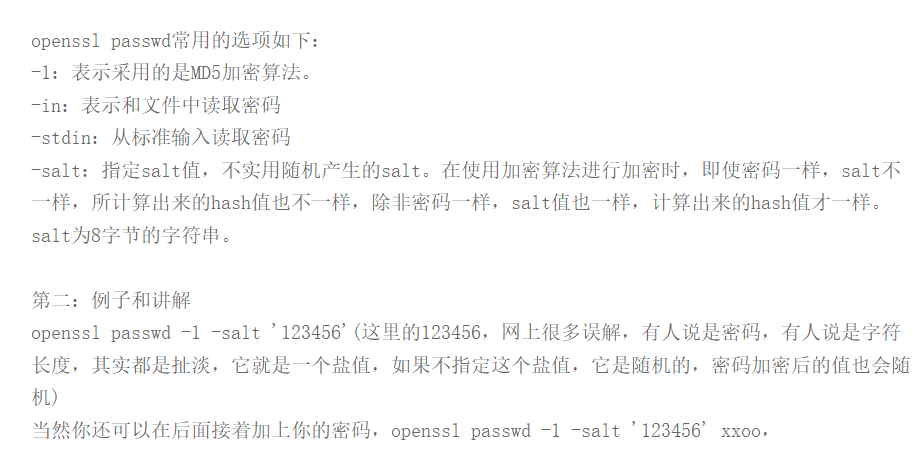 openssl passwd常用的选项如下：
-1：表示采用的是MD5加密算法。
-in：表示和文件中读取密码
-stdin：从标准输入读取密码
-salt：指定salt值，不实用随机产生的salt。在使用加密算法进行加密时，即使密码一样，salt不
一样，所计算出来的hash值也不一样，除非密码一样，salt值也一样，计算出来的hash值才一样。
salt为8字节的字符串。
第二：例子和讲解
openssl passwd -1 -salt '123456'(这里的123456，网上很多误解，有人说是密码，有人说是字符
长度，其实都是扯淡，它就是一个盐值，如果不指定这个盐值，它是随机的，密码加密后的值也会随
机)
当然你还可以在后面接着加上你的密码，openssl passwd -1 -salt '123456' xxoo，